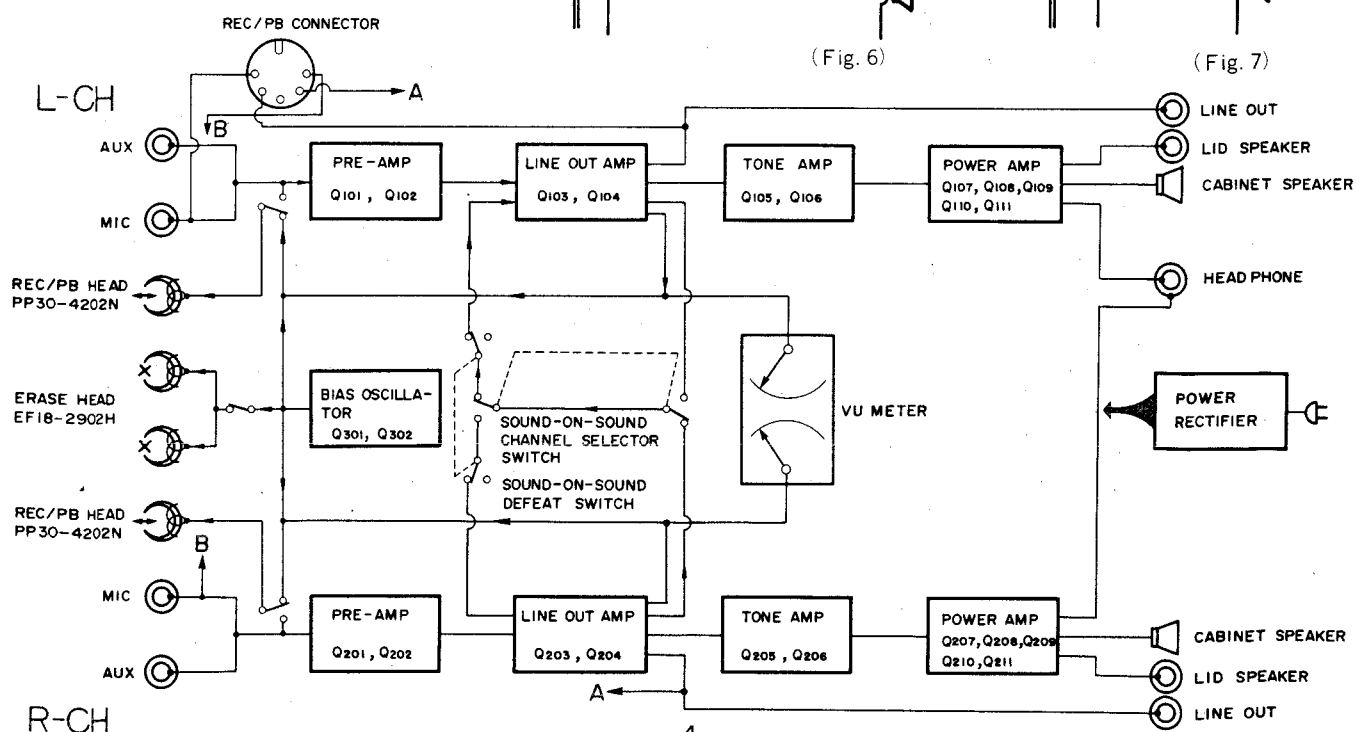 REC/PB CONNECTOR
(Fig. 6)
(Fig. 7)
L-CH
A
B
LINE OUT
AUX
PRE-AMP
Q101, Q102
LINE OUT AMP
Q103, Q104
TONE AMP
Q105, Q106
POWER AMP
Q107, Q108, Q109
Q110, Q111
LID SPEAKER
CABINET SPEAKER
MIC
REC/PB HEAD
PP30-4202N
HEAD PHONE
ERASE HEAD
EF18-2902H
BIAS OSCILLA-
TOR
Q301, Q302
SOUND-ON-SOUND
CHANNEL SELECTOR
SWITCH
SOUND-ON-SOUND
DEFEAT SWITCH
VU METER
POWER
RECTIFIER
REC/PB HEAD
PP30-4202N
B
MIC
PRE-AMP
Q201, Q202
LINE OUT AMP
Q203, Q204
TONE AMP
Q205, Q206
POWER AMP
Q207, Q208, Q209
Q210, Q211
CABINET SPEAKER
AUX
LID SPEAKER
A
LINE OUT
R-CH